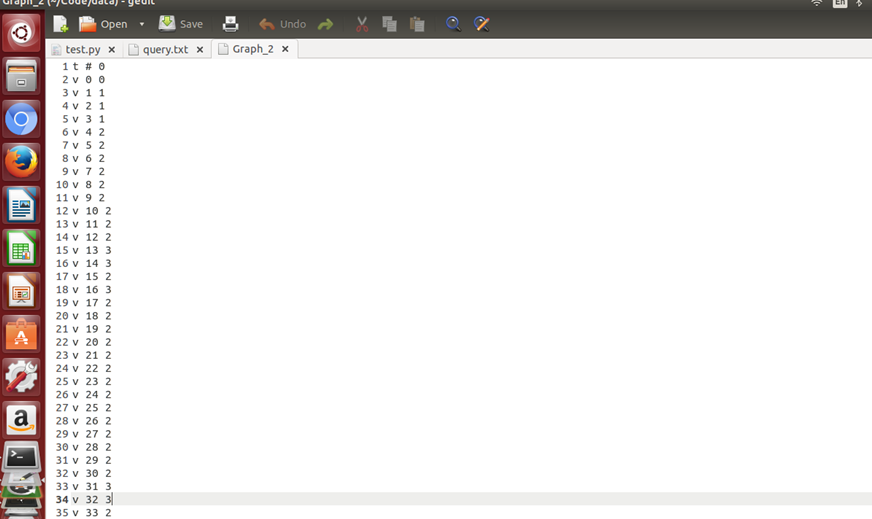 Graph_2 (~/Code/data) - gedit
En
Open Save Undo
test.py × query.txt × Graph_2 ×
1 t # 0
2 v 0 0
3 v 1 1
4 v 2 1
5 v 3 1
6 v 4 2
7 v 5 2
8 v 6 2
9 v 7 2
10 v 8 2
11 v 9 2
12 v 10 2
13 v 11 2
14 v 12 2
15 v 13 3
16 v 14 3
17 v 15 2
18 v 16 3
19 v 17 2
20 v 18 2
21 v 19 2
22 v 20 2
23 v 21 2
24 v 22 2
25 v 23 2
26 v 24 2
27 v 25 2
28 v 26 2
29 v 27 2
30 v 28 2
31 v 29 2
32 v 30 2
33 v 31 3
34 v 32 3
35 v 33 2